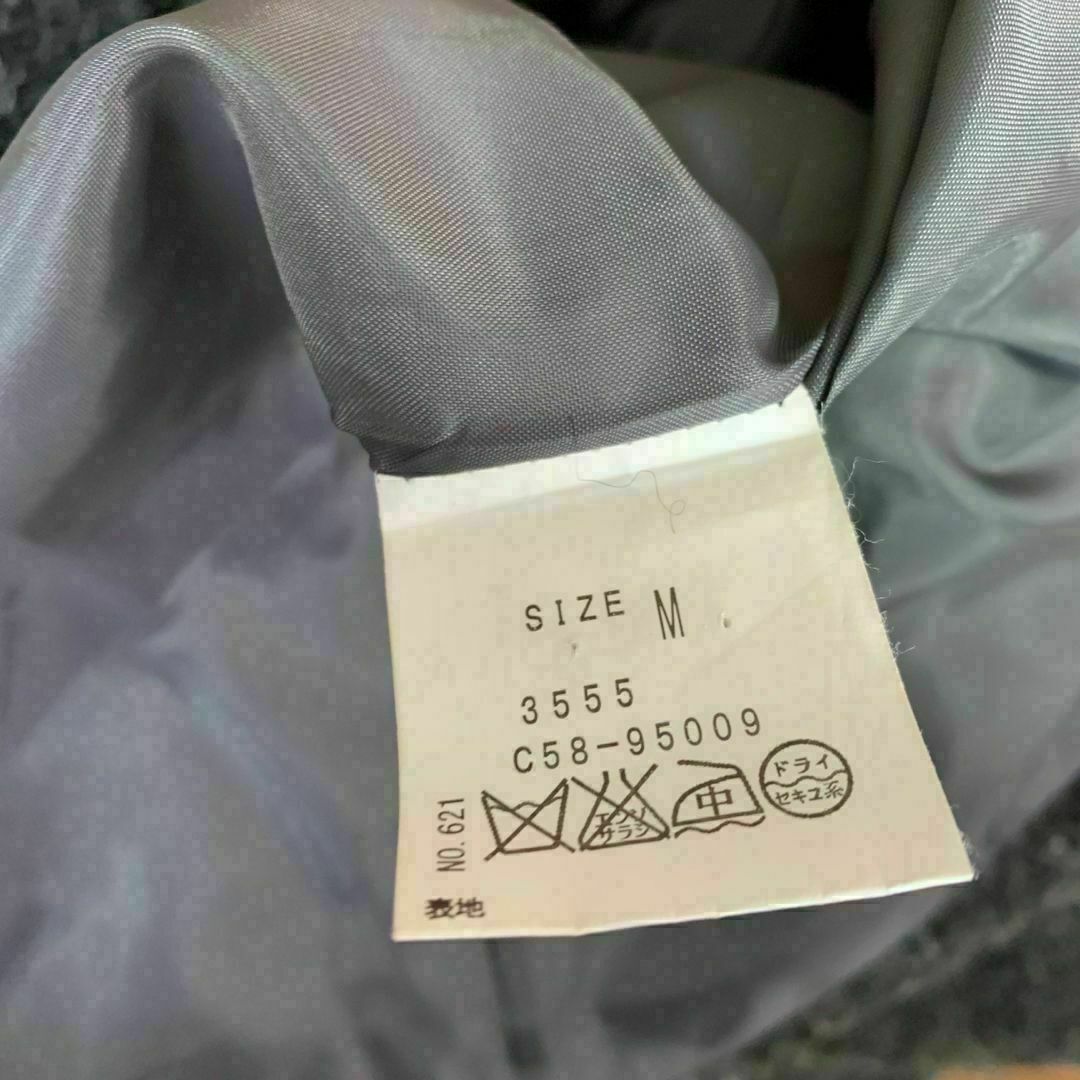 SIZE M
3555
C58-95009
エンソ
サラシ
中
ドライ
セキユ系
NO.621
表地